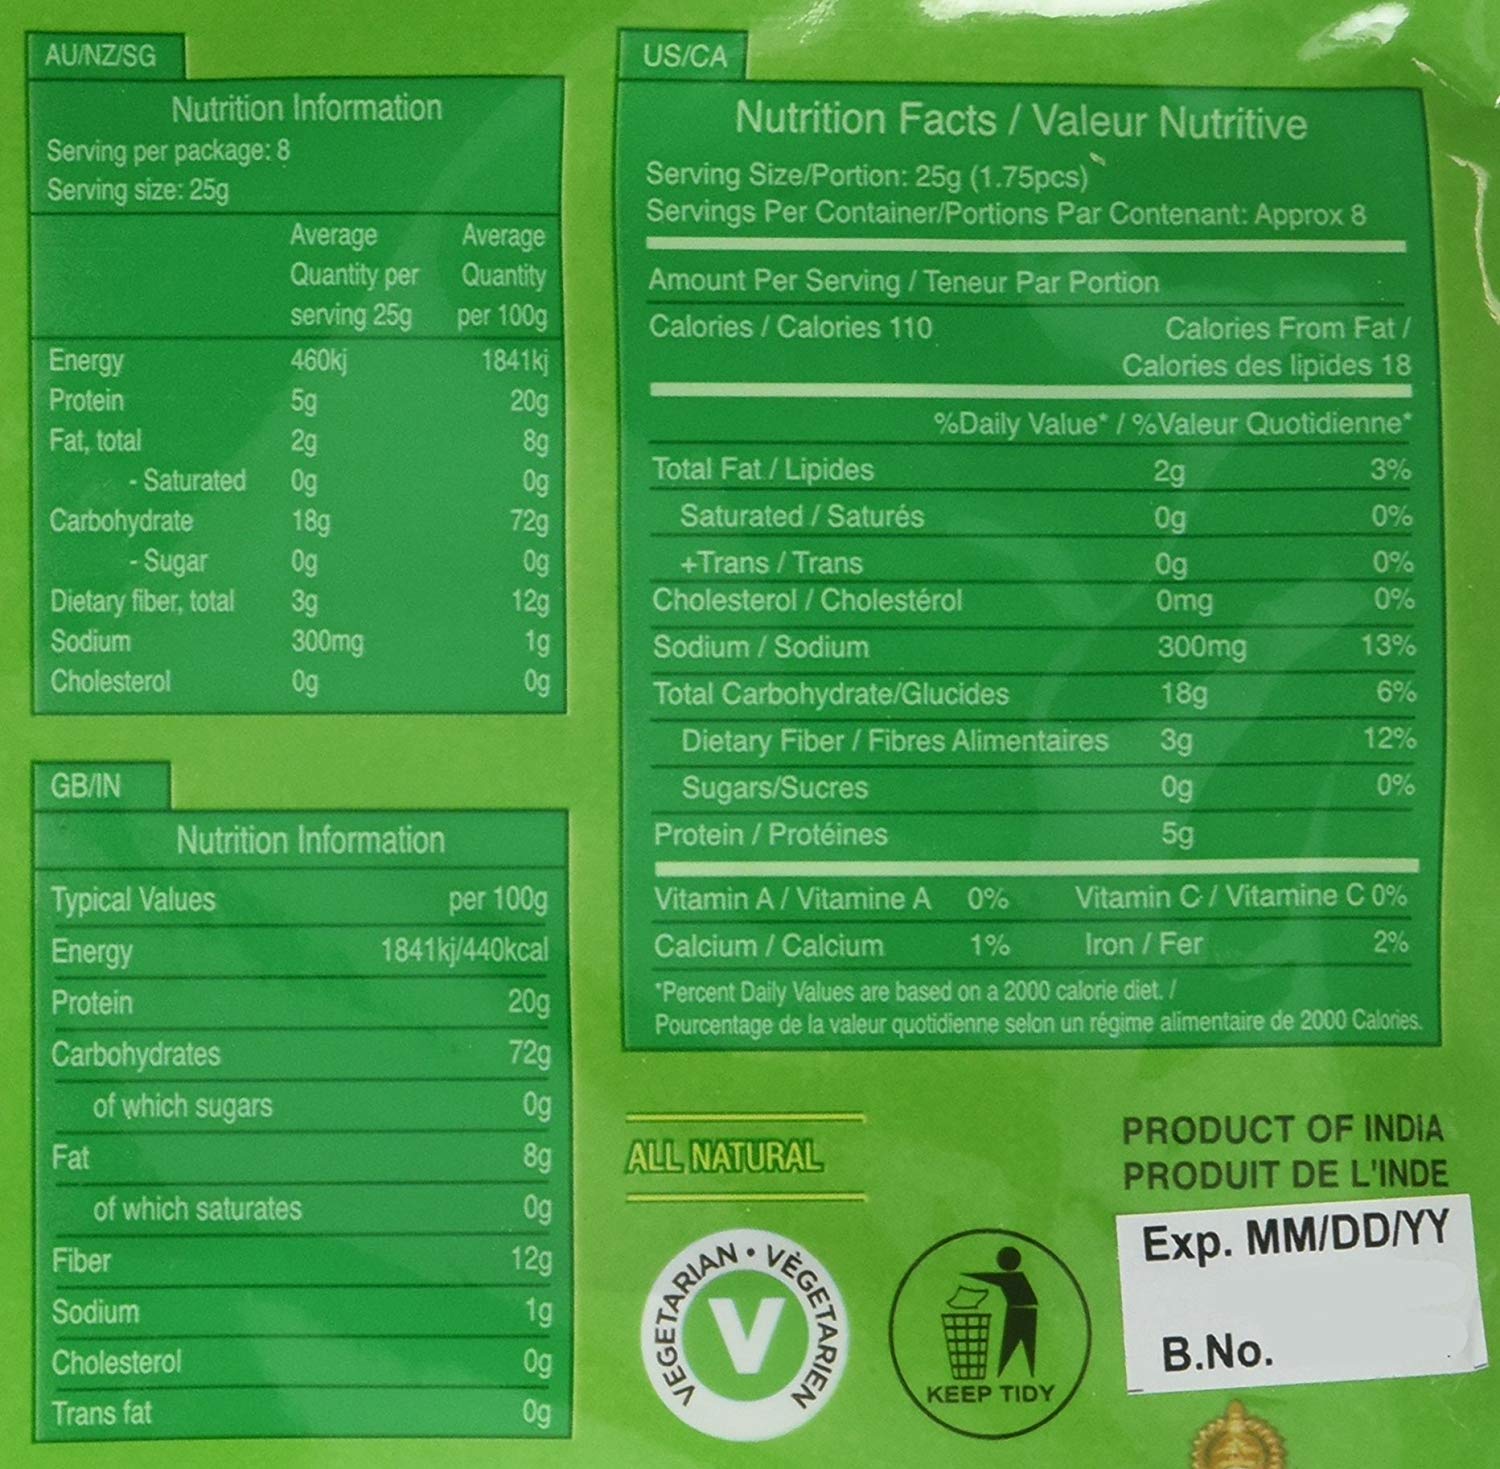 AU/NZ/SG
Nutrition Information
Serving per package: 8
Serving size: 25g
Average Average
Quantity per Quantity
serving 25g per 100g
Energy 460kj 1841kj
Protein 5g 20g
Fat, total 2g 8g
- Saturated 0g 0g
Carbohydrate 18g 72g
- Sugar 0g 0g
Dietary fiber, total 3g 12g
Sodium 300mg 1g
Cholesterol 0g 0g
GB/IN
Nutrition Information
Typical Values per 100g
Energy 1841kj/440kcal
Protein 20g
Carbohydrates 72g
of which sugars 0g
Fat 8g
of which saturates 0g
Fiber 12g
Sodium 1g
Cholesterol 0g
Trans fat 0g
US/CA
Nutrition Facts / Valeur Nutritive
Serving Size/Portion: 25g (1.75pcs)
Servings Per Container/Portions Par Contenant: Approx 8
Amount Per Serving / Teneur Par Portion
Calories / Calories 110 Calories From Fat /
Calories des lipides 18
%Daily Value* / %Valeur Quotidienne*
Total Fat / Lipides 2g 3%
Saturated / Saturés 0g 0%
+Trans / Trans 0g 0%
Cholesterol / Cholestérol 0mg 0%
Sodium / Sodium 300mg 13%
Total Carbohydrate/Glucides 18g 6%
Dietary Fiber / Fibres Alimentaires 3g 12%
Sugars/Sucres 0g 0%
Protein / Protéines 5g
Vitamin A / Vitamine A 0% Vitamin C / Vitamine C 0%
Calcium / Calcium 1% Iron / Fer 2%
*Percent Daily Values are based on a 2000 calorie diet. /
Pourcentage de la valeur quotidienne selon un régime alimentaire de 2000 Calories.
ALL NATURAL
VEGETARIAN • VÈGETARIEN
V
KEEP TIDY
PRODUCT OF INDIA
PRODUIT DE L'INDE
Exp. MM/DD/YY
B.No.